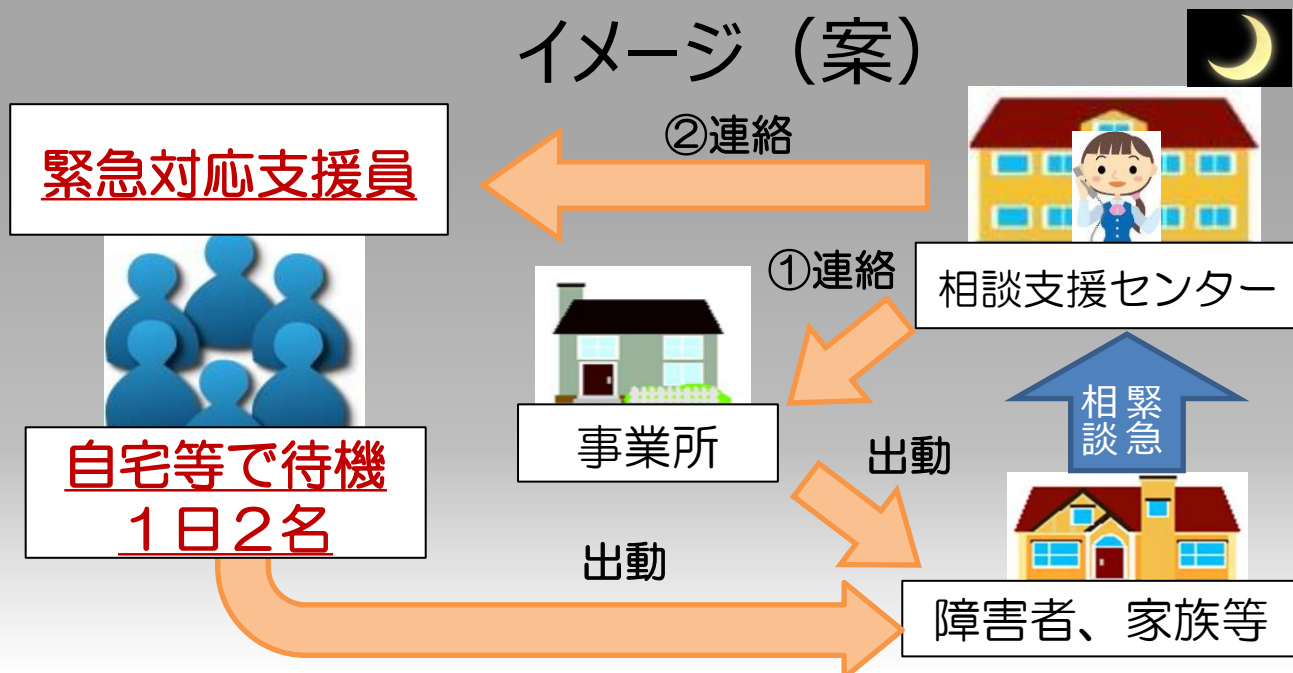 イメージ（案）
緊急対応支援員
②連絡
①連絡
相談支援センター
緊急
相談
事業所
出動
自宅等で待機
１日２名
出動
障害者、家族等